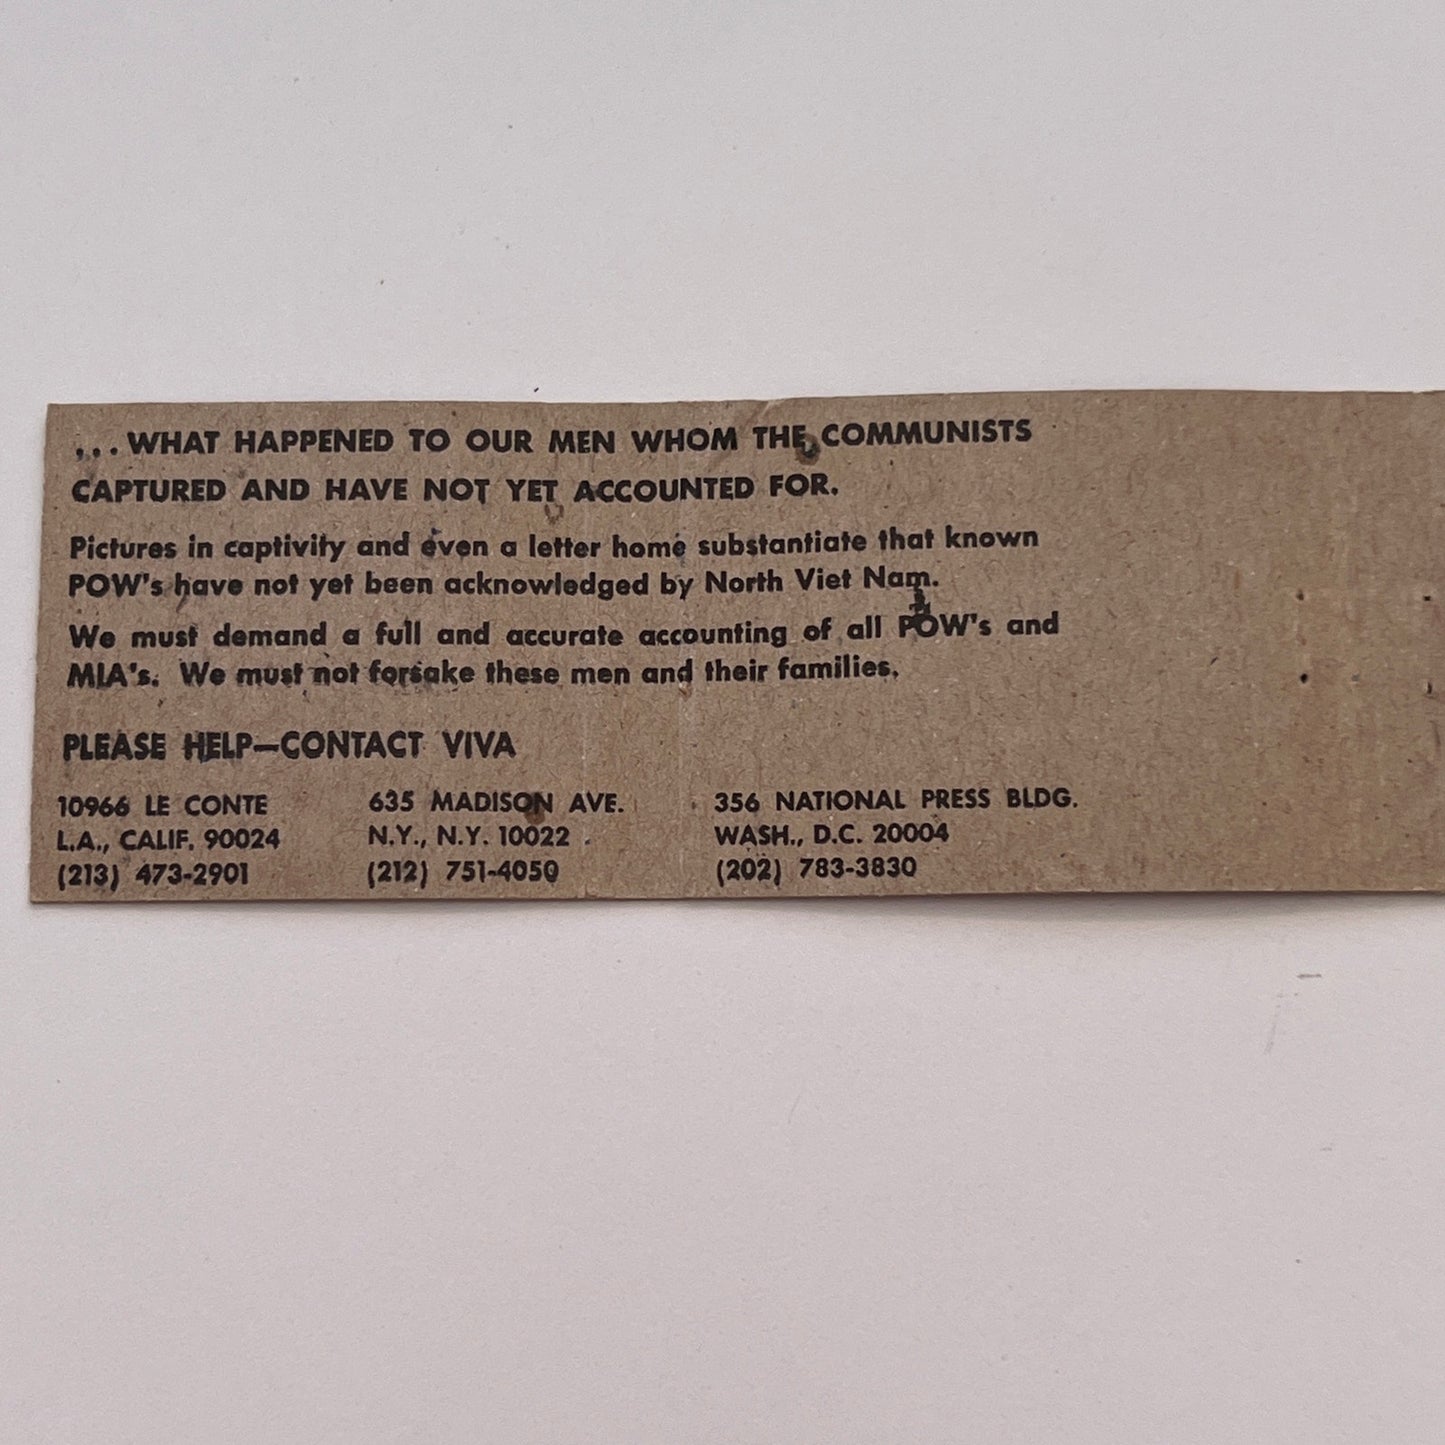 ...WHAT HAPPENED TO OUR MEN WHOM THE COMMUNISTS
CAPTURED AND HAVE NOT YET ACCOUNTED FOR.
Pictures in captivity and even a letter home substantiate that known
POW's have not yet been acknowledged by North Viet Nam.
We must demand a full and accurate accounting of all POW's and
MIA's. We must not forsake these men and their families.
PLEASE HELP—CONTACT VIVA
10966 LE CONTE
L.A., CALIF. 90024
(213) 473-2901
635 MADISON AVE.
N.Y., N.Y. 10022
(212) 751-4050
356 NATIONAL PRESS BLDG.
WASH., D.C. 20004
(202) 783-3830